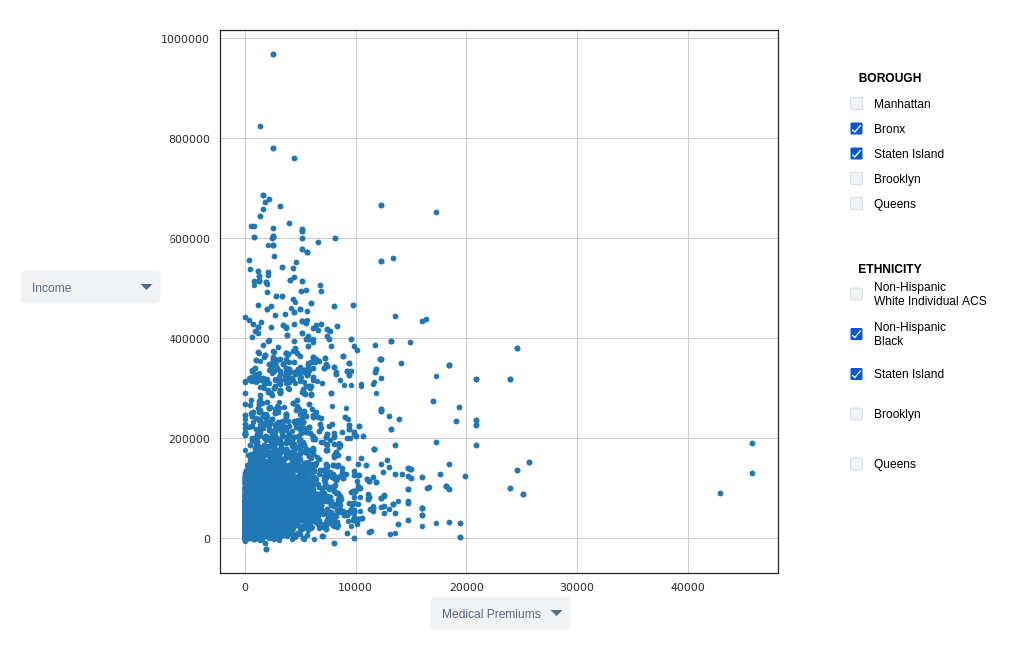 1000000
800000
600000
400000
200000
0
0
10000
20000
30000
40000
Income
Medical Premiums
BOROUGH
Manhattan
Bronx
Staten Island
Brooklyn
Queens
ETHNICITY
Non-Hispanic
White Individual ACS
Non-Hispanic
Black
Staten Island
Brooklyn
Queens